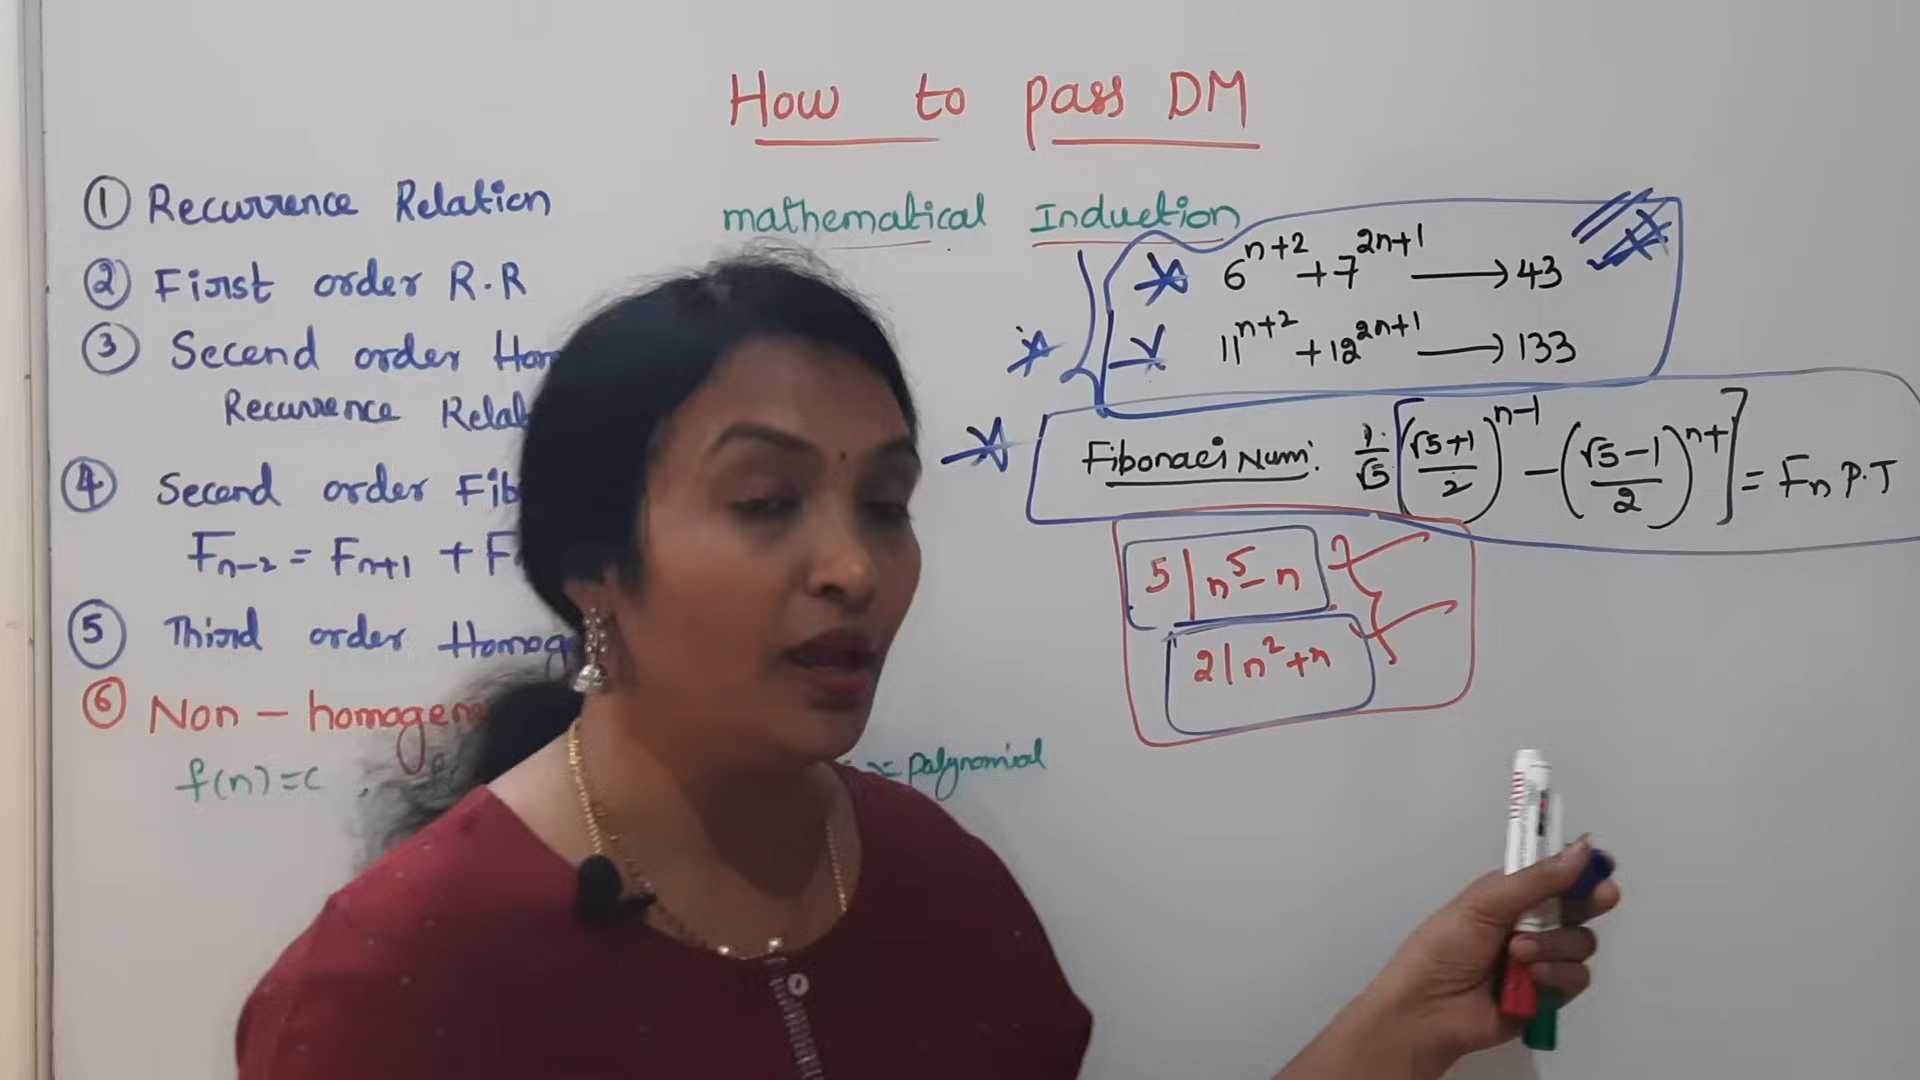 How to pass DM
① Recurrence Relation
② First order R.R
③ Second order Hom
Recurrence Relat
④ Second order Fib
Fn-2 = Fn+1 + F
⑤ Third order Homoge
⑥ Non - homogen
f(n)=c ;
mathematical Induction
6^n+2 + 7^2n+1 → 43
11^n+2 + 12^2n+1 → 133
Fibonaci Num: 1/√5 [(√5+1/2)^n-1 - (√5-1/2)^n+] = Fn P.T
5 | n^5 - n
2 | n^2 + n
= polynomial